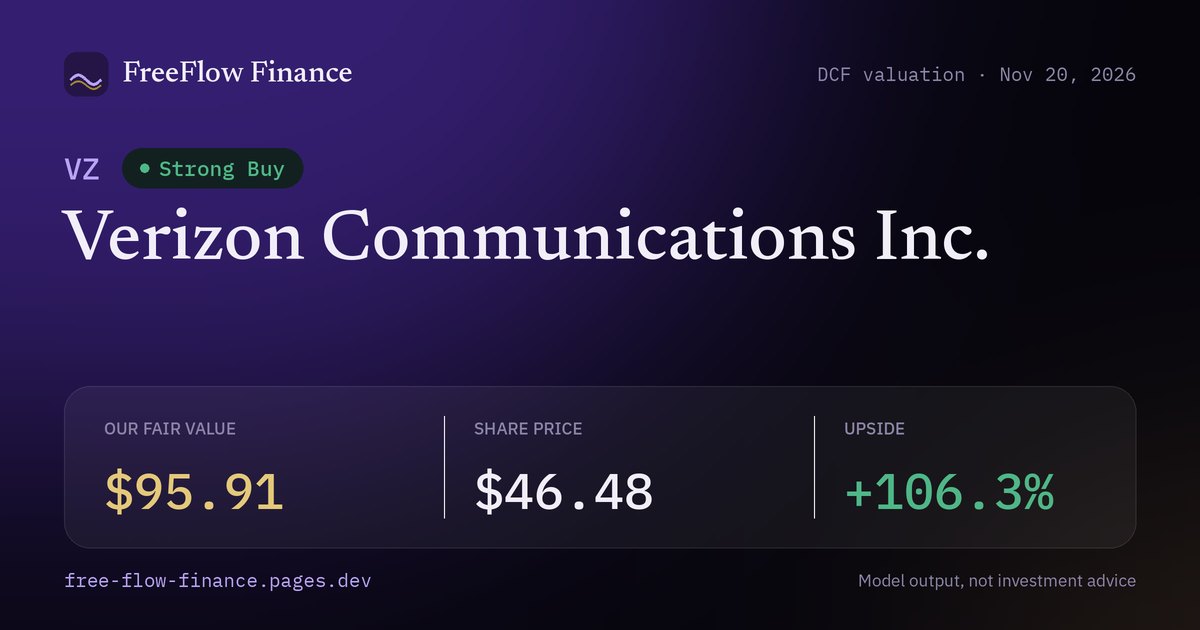 FreeFlow Finance
DCF valuation · Nov 20, 2026
VZ
Strong Buy
Verizon Communications Inc.
OUR FAIR VALUE
$95.91
SHARE PRICE
$46.48
UPSIDE
+106.3%
free-flow-finance.pages.dev
Model output, not investment advice